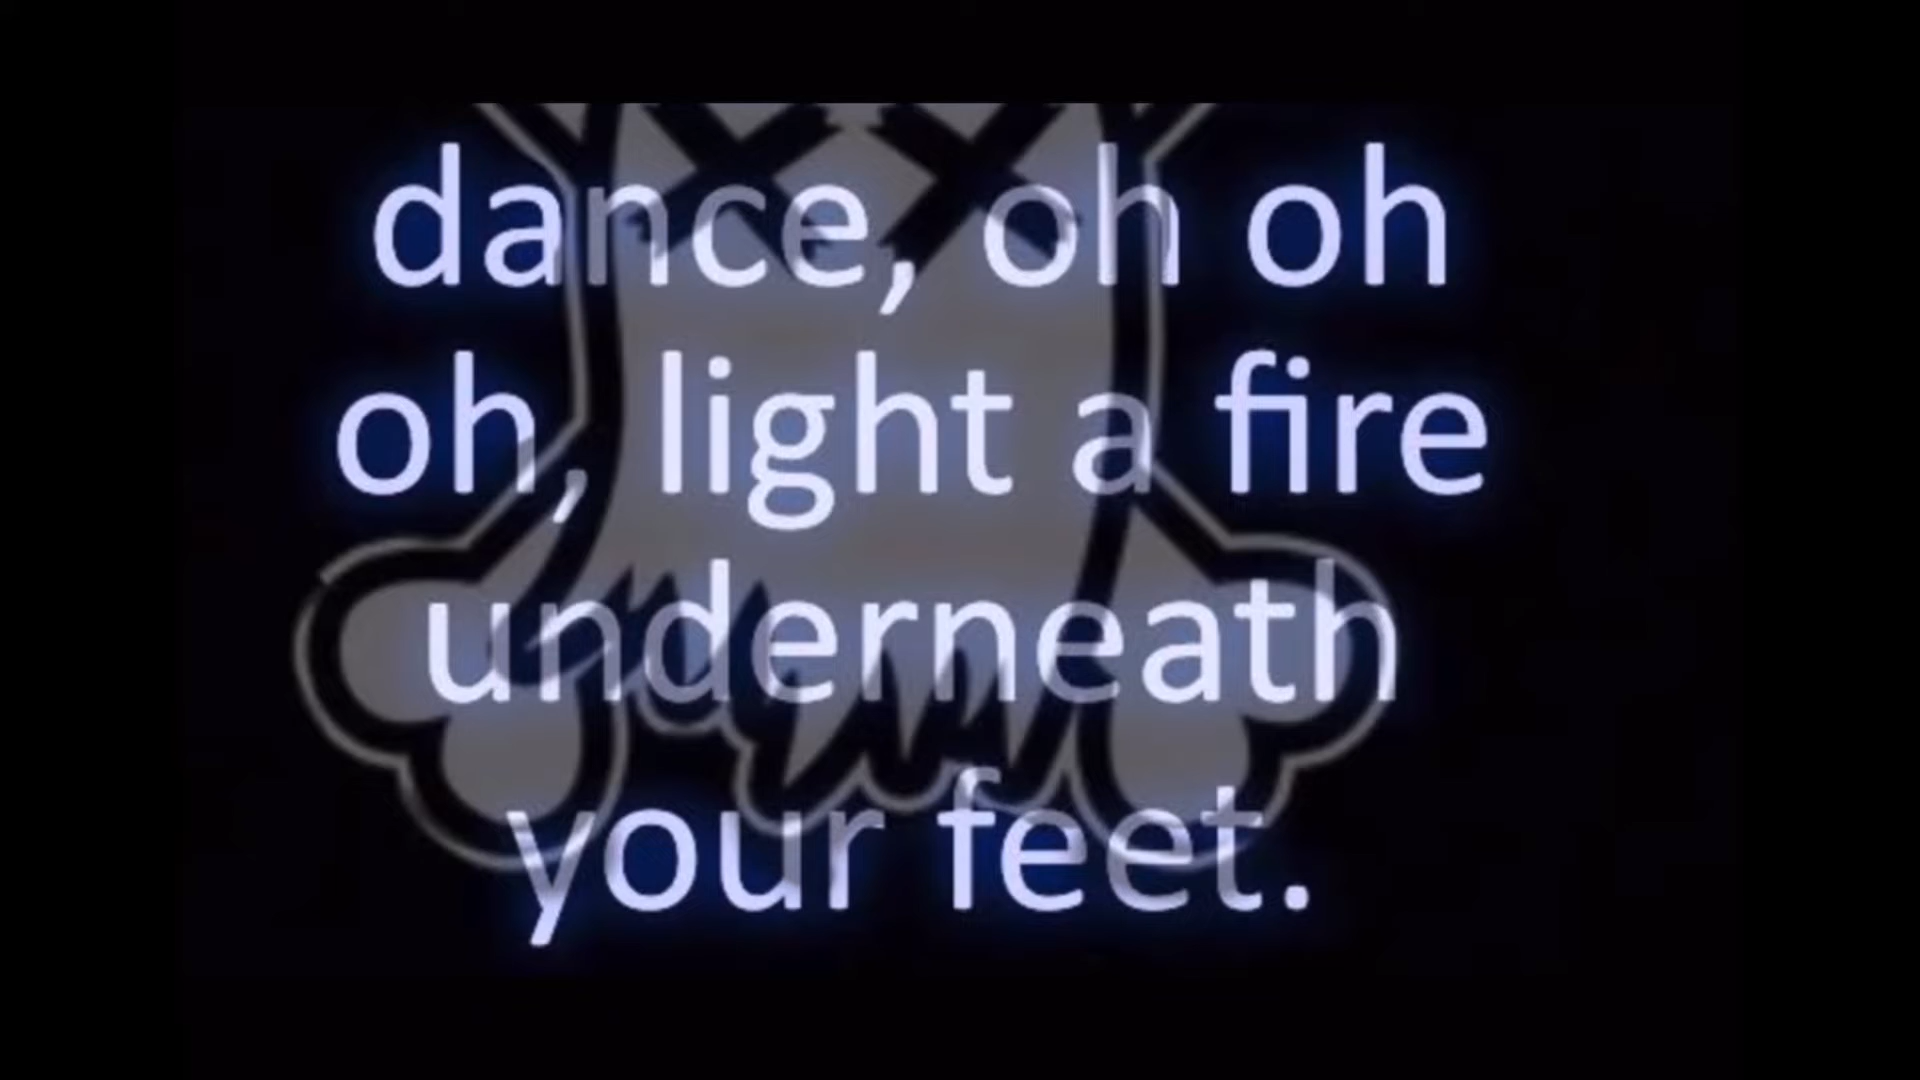 dance, oh oh
oh, light a fire
underneath
your feet.